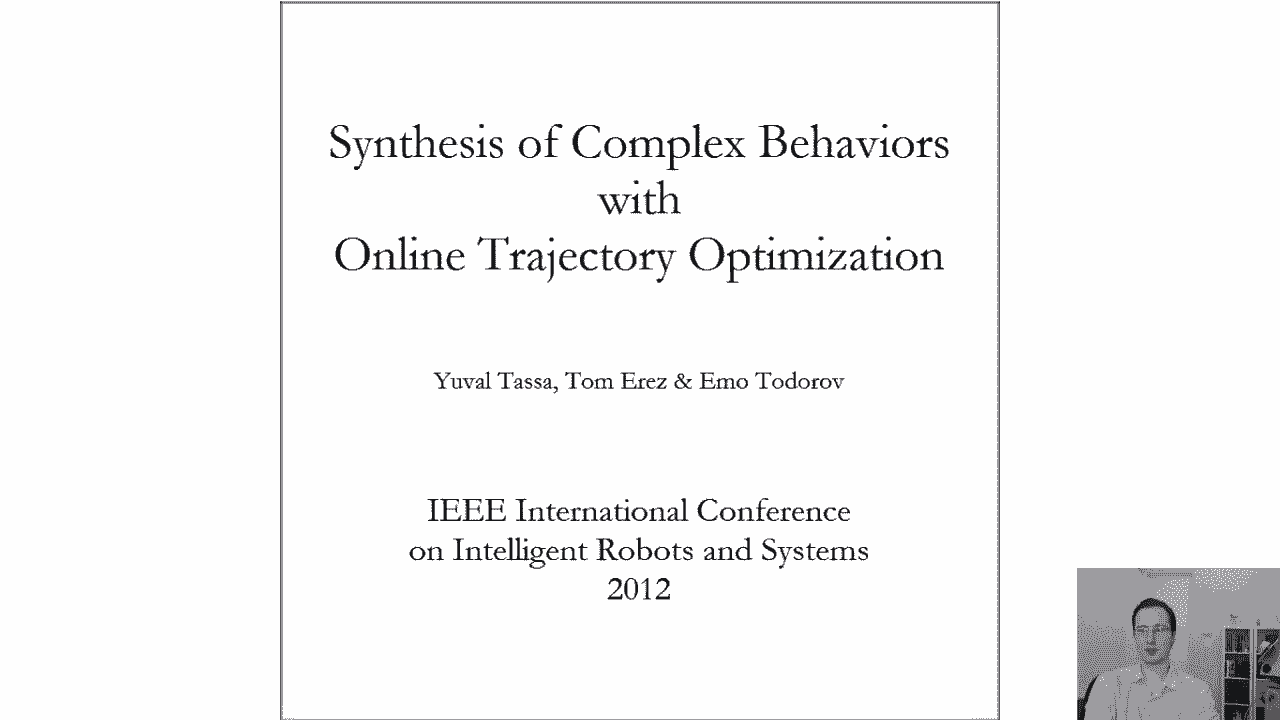 Synthesis of Complex Behaviors
with
Online Trajectory Optimization
Yuval Tassa, Tom Erez & Emo Todorov
IEEE International Conference
on Intelligent Robots and Systems
2012